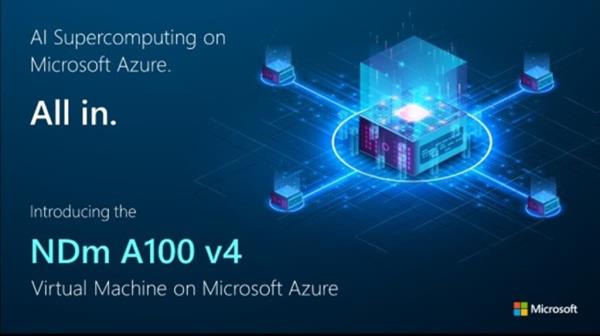 AI Supercomputing on
Microsoft Azure.
All in.
Introducing the
NDm A100 v4
Virtual Machine on Microsoft Azure
Microsoft